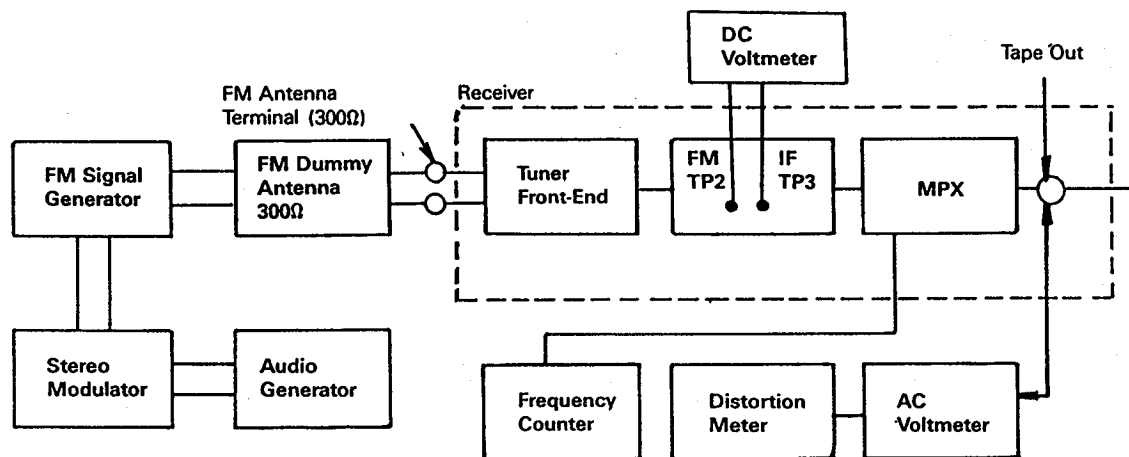 DC
Voltmeter
Tape Out
FM Antenna
Terminal (300Ω)
Receiver
FM Signal
Generator
FM Dummy
Antenna
300Ω
Tuner
Front-End
FM IF
TP2 TP3
MPX
Stereo
Modulator
Audio
Generator
Frequency
Counter
Distortion
Meter
AC
Voltmeter